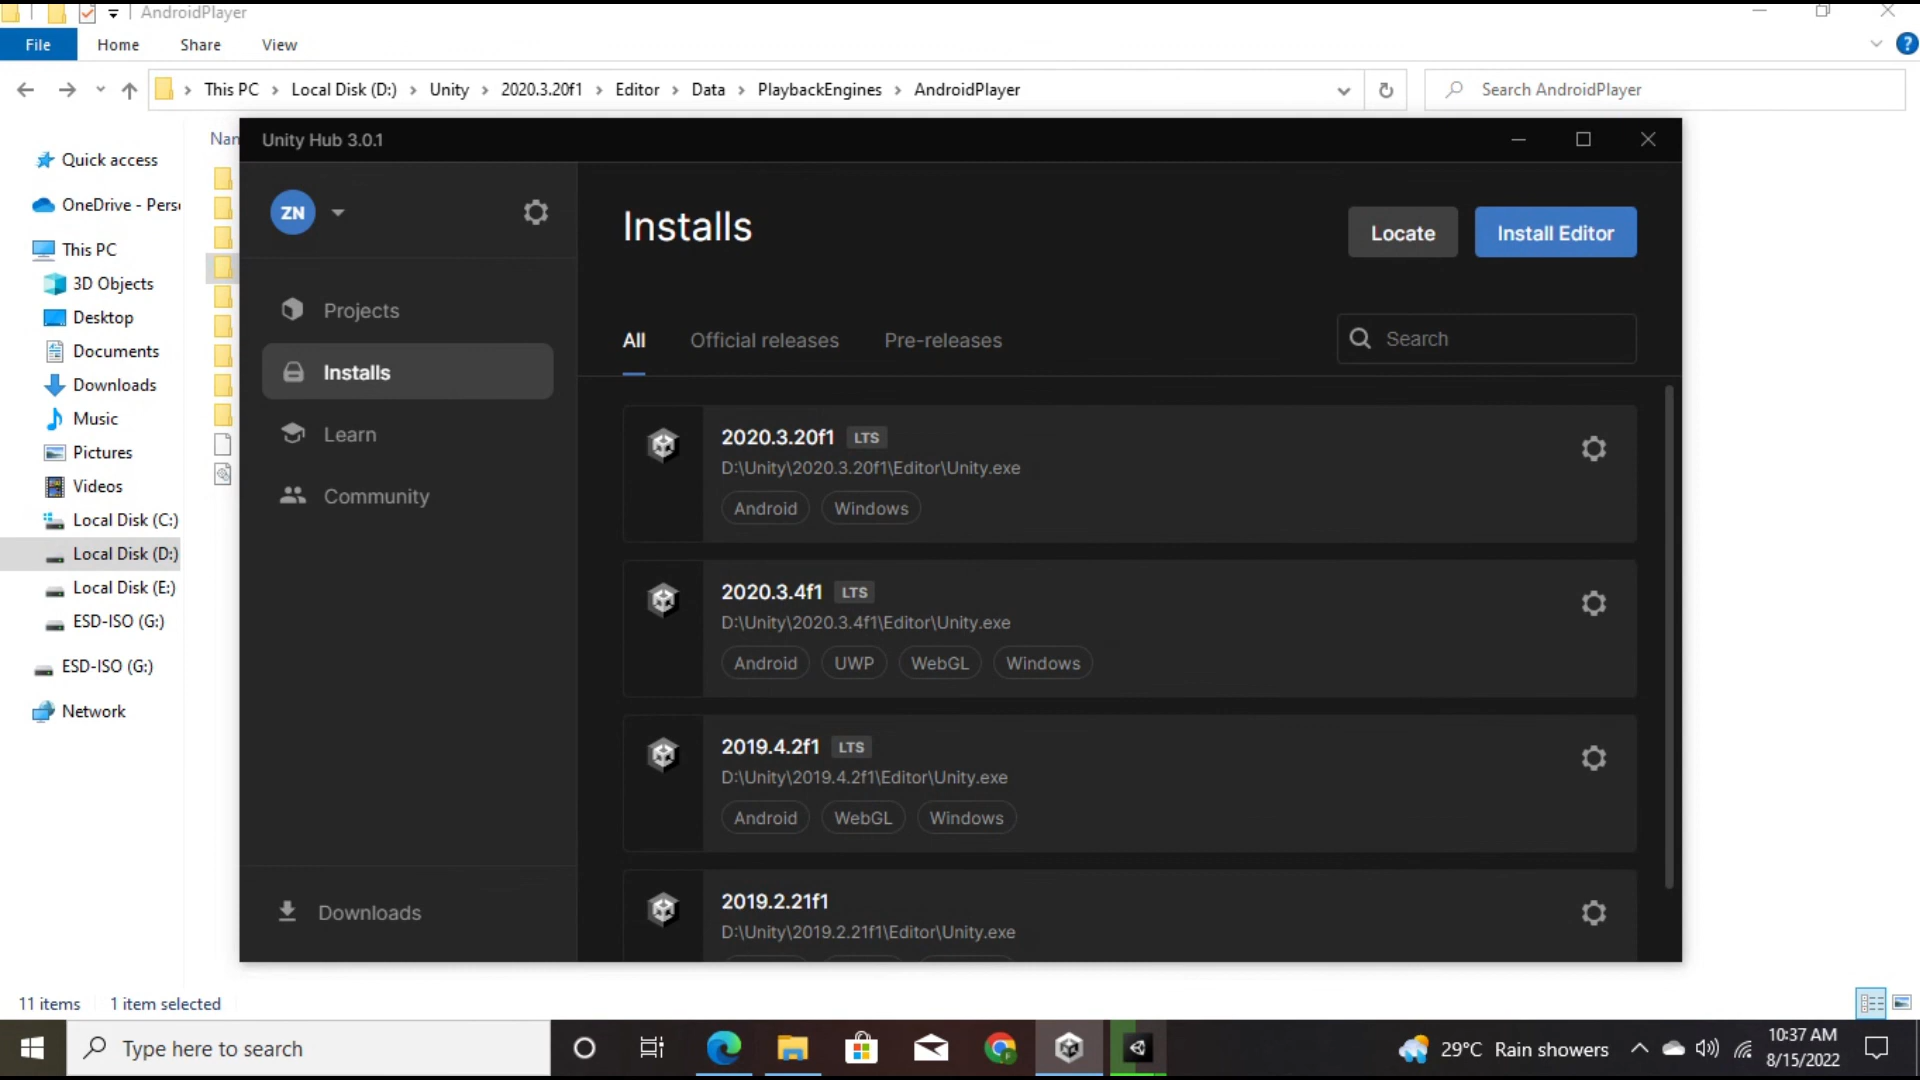 AndroidPlayer
File Home Share View
This PC > Local Disk (D:) > Unity > 2020.3.20f1 > Editor > Data > PlaybackEngines > AndroidPlayer
Search AndroidPlayer
Quick access
OneDrive - Pers
This PC
3D Objects
Desktop
Documents
Downloads
Music
Pictures
Videos
Local Disk (C:)
Local Disk (D:)
Local Disk (E:)
ESD-ISO (G:)
ESD-ISO (G:)
Network
Nan
Unity Hub 3.0.1
ZN
Projects
Installs
Learn
Community
Downloads
Installs
Locate
Install Editor
All Official releases Pre-releases
Search
2020.3.20f1 LTS
D:\Unity\2020.3.20f1\Editor\Unity.exe
Android Windows
2020.3.4f1 LTS
D:\Unity\2020.3.4f1\Editor\Unity.exe
Android UWP WebGL Windows
2019.4.2f1 LTS
D:\Unity\2019.4.2f1\Editor\Unity.exe
Android WebGL Windows
2019.2.21f1
D:\Unity\2019.2.21f1\Editor\Unity.exe
11 items 1 item selected
Type here to search
29°C Rain showers
10:37 AM
8/15/2022